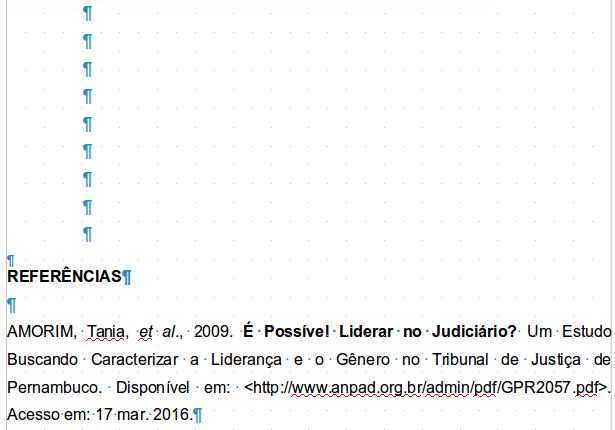 REFERÊNCIAS
AMORIM, Tania, et al., 2009. É Possível Liderar no Judiciário? Um Estudo
Buscando Caracterizar a Liderança e o Gênero no Tribunal de Justiça de
Pernambuco. Disponível em: <http://www.anpad.org.br/admin/pdf/GPR2057.pdf>.
Acesso em: 17 mar. 2016.